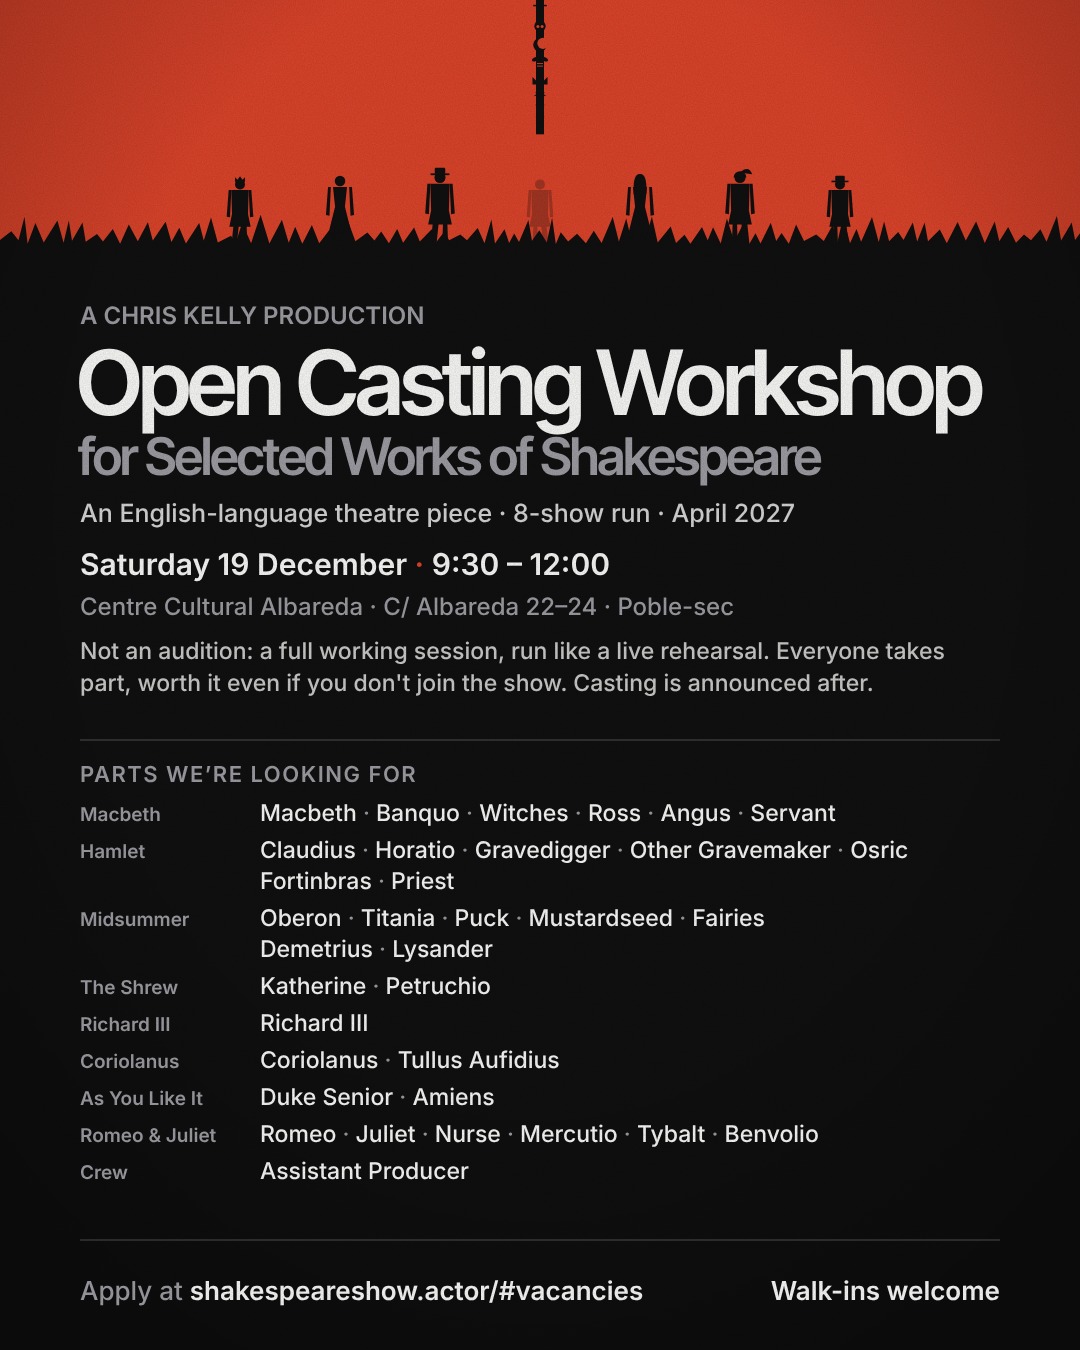 A CHRIS KELLY PRODUCTION
Open Casting Workshop
for Selected Works of Shakespeare
An English-language theatre piece · 8-show run · April 2027
Saturday 19 December · 9:30 – 12:00
Centre Cultural Albareda · C/ Albareda 22–24 · Poble-sec
Not an audition: a full working session, run like a live rehearsal. Everyone takes
part, worth it even if you don't join the show. Casting is announced after.
PARTS WE’RE LOOKING FOR
Macbeth Macbeth · Banquo · Witches · Ross · Angus · Servant
Hamlet Claudius · Horatio · Gravedigger · Other Gravemaker · Osric
Fortinbras · Priest
Midsummer Oberon · Titania · Puck · Mustardseed · Fairies
Demetrius · Lysander
The Shrew Katherine · Petruchio
Richard III Richard III
Coriolanus Coriolanus · Tullus Aufidius
As You Like It Duke Senior · Amiens
Romeo & Juliet Romeo · Juliet · Nurse · Mercutio · Tybalt · Benvolio
Crew Assistant Producer
Apply at shakespeareshow.actor/#vacancies Walk-ins welcome